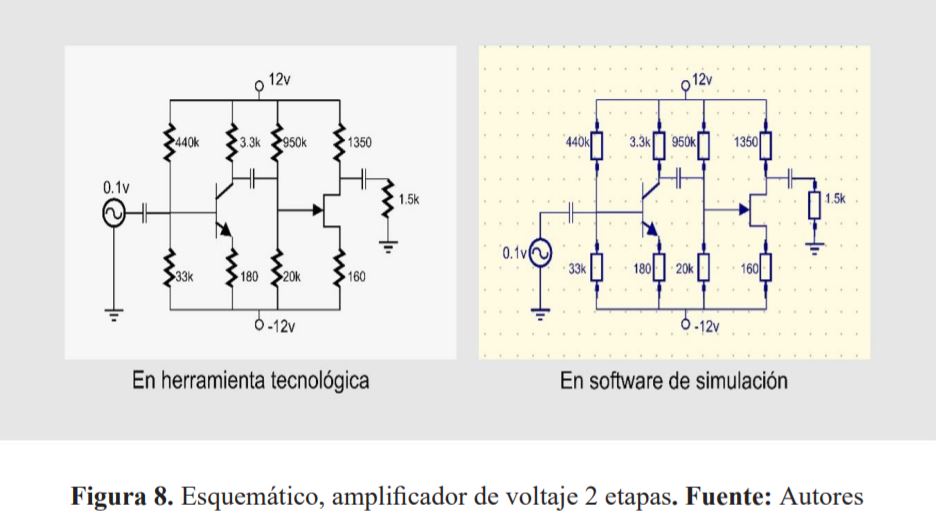 12v
440k
3.3k
950k
1350
0.1v
1.5k
33k
180
20k
160
-12v
En herramienta tecnológica
12v
440k
3.3k
950k
1350
1.5k
0.1v
33k
180
20k
160
-12v
En software de simulación
Figura 8. Esquemático, amplificador de voltaje 2 etapas. Fuente: Autores